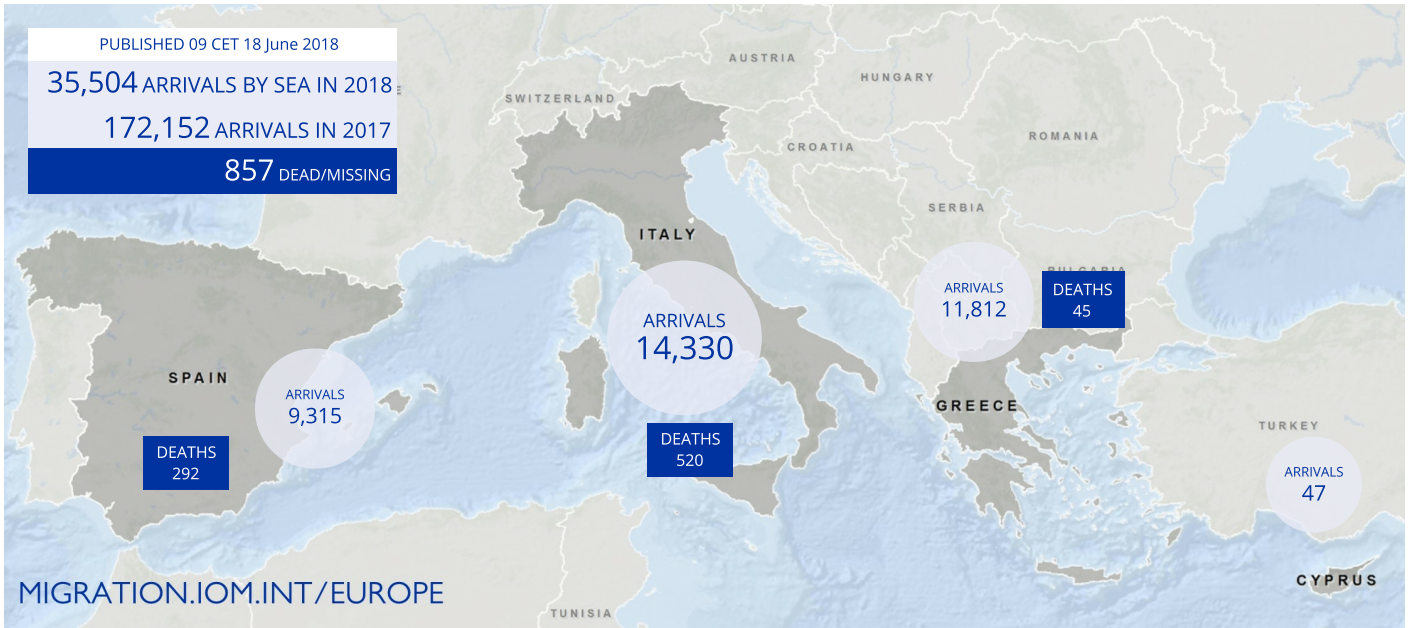 PUBLISHED 09 CET 18 June 2018
35,504 ARRIVALS BY SEA IN 2018
172,152 ARRIVALS IN 2017
857 DEAD/MISSING
AUSTRIA
HUNGARY
SWITZERLAND
ROMANIA
CROATIA
SERBIA
ITALY
BULGARIA
ARRIVALS
11,812
DEATHS
45
ARRIVALS
14,330
SPAIN
ARRIVALS
9,315
GREECE
TURKEY
DEATHS
292
DEATHS
520
ARRIVALS
47
CYPRUS
MIGRATION.IOM.INT/EUROPE
TUNISIA